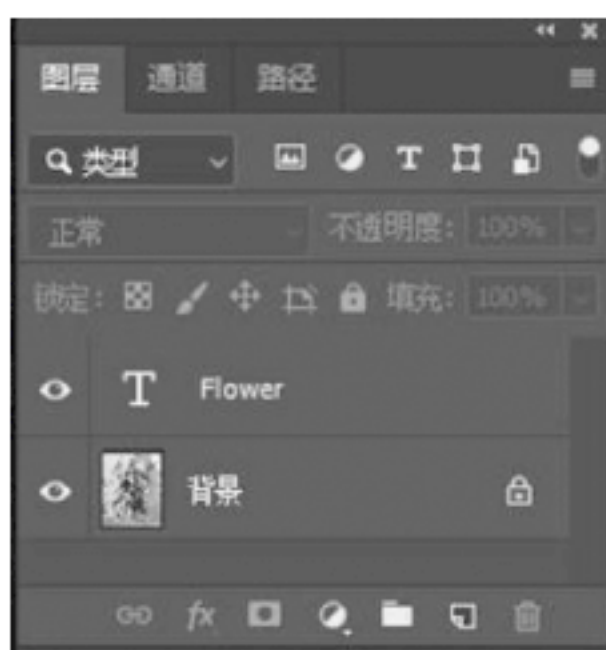 图层 通道 路径
类型
正常 不透明度: 100%
锁定: 填充: 100%
T Flower
背景
fx